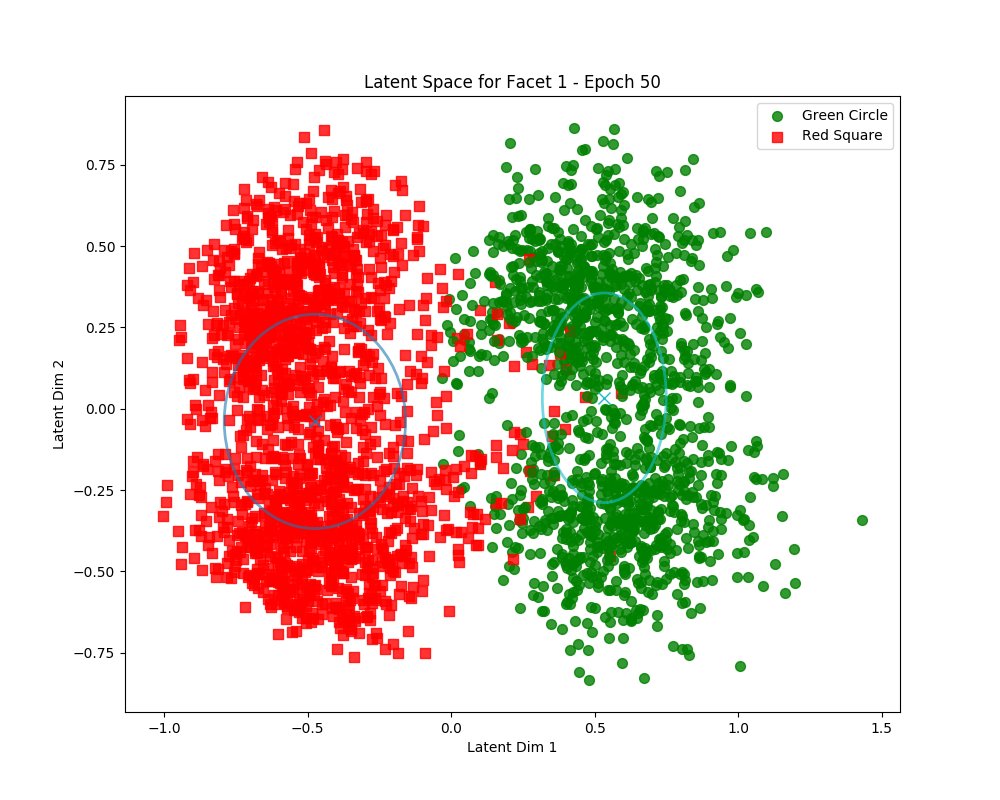 Latent Space for Facet 1 - Epoch 50
Green Circle
Red Square
0.75
0.50
0.25
0.00
−0.25
−0.50
−0.75
Latent Dim 2
−1.0
−0.5
0.0
0.5
1.0
1.5
Latent Dim 1